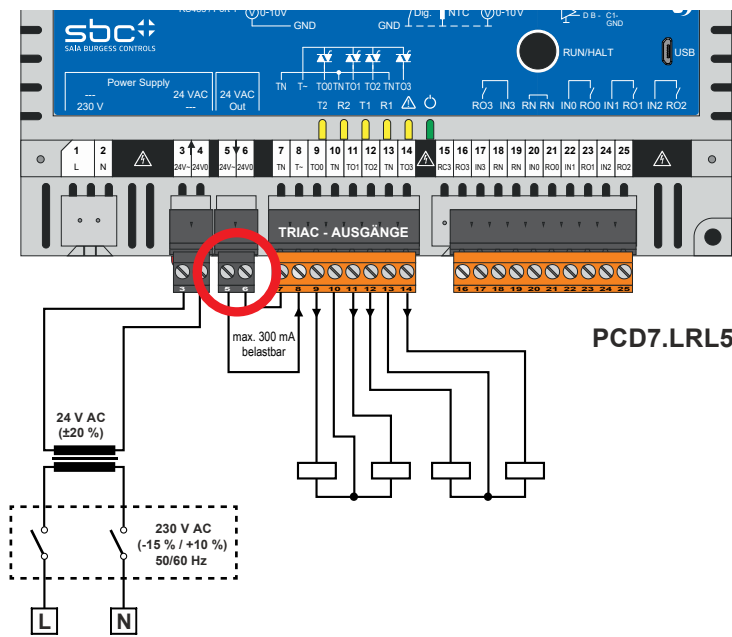 RS485 / Port 1
0-10V
GND
GND
Dig.
NTC
0-10V
D B -
C1-
GND
sbc
SAIA BURGESS CONTROLS
RUN/HALT
USB
Power Supply
---
230 V
24 VAC
---
24 VAC
Out
TN T~ TO0 TN TO1 TO2 TN TO3
T2 R2 T1 R1
RO3 IN3 RN RN IN0 RO0 IN1 RO1 IN2 RO2
1 2 3 4 5 6 7 8 9 10 11 12 13 14 15 16 17 18 19 20 21 22 23 24 25
L N 24V~ 24V0 24V~ 24V0 TN T~ TO0 TN TO1 TO2 TN TO3 RC3 RO3 IN3 RN RN IN0 RO0 IN1 RO1 IN2 RO2
TRIAC - AUSGÄNGE
3 5 6 7 8 9 10 11 12 13 14 16 17 18 19 20 21 22 23 24 25
max. 300 mA
belastbar
PCD7.LRL5
24 V AC
(±20 %)
230 V AC
(-15 % / +10 %)
50/60 Hz
L N